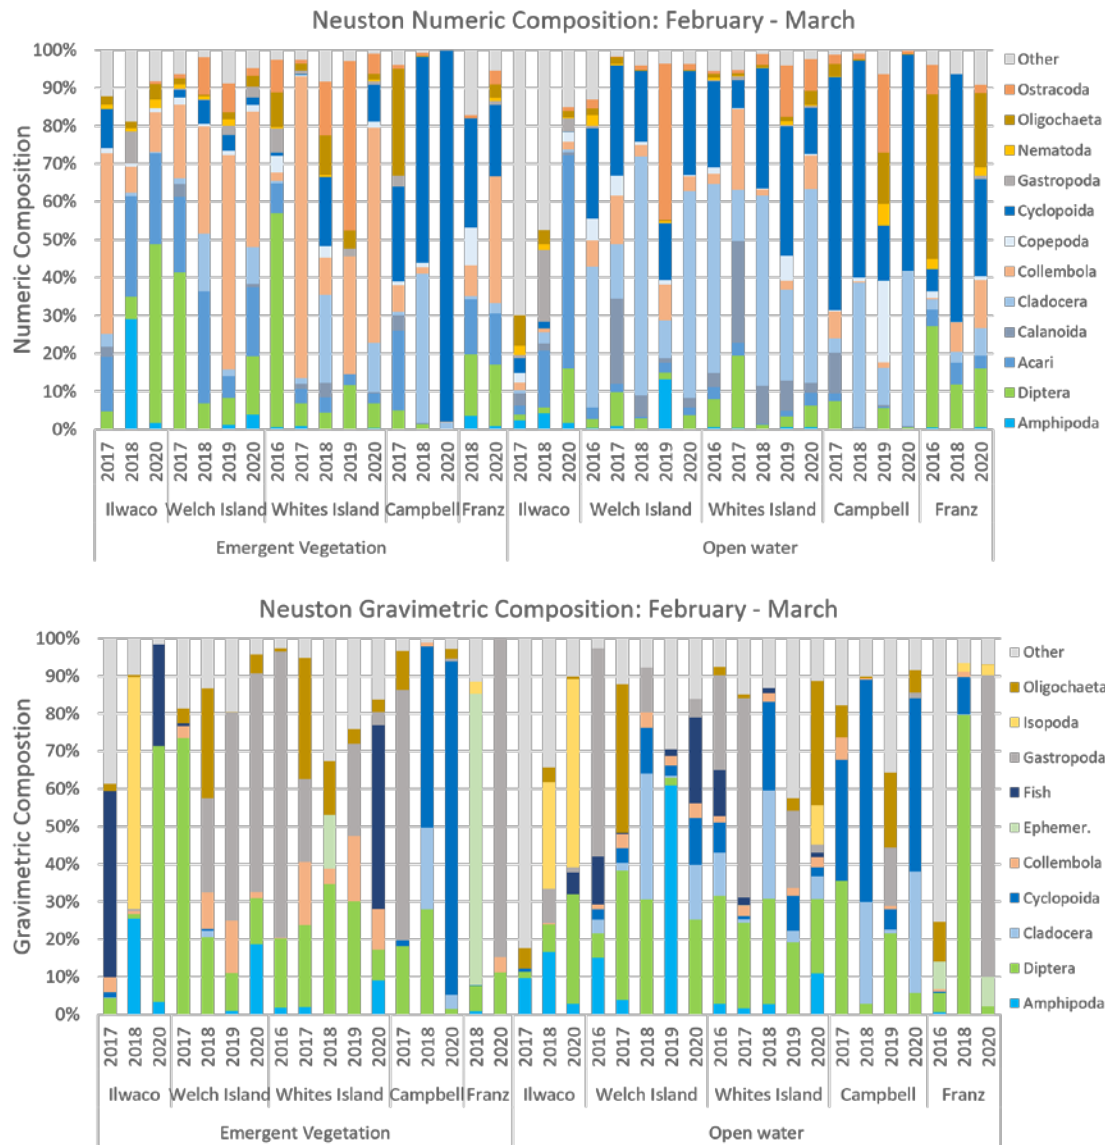 Neuston Numeric Composition: February - March
100%
90%
80%
70%
60%
50%
40%
30%
20%
10%
0%
Numeric Composition
Other
Ostracoda
Oligochaeta
Nematoda
Gastropoda
Cyclopoida
Copepoda
Collembola
Cladocera
Calanoida
Acari
Diptera
Amphipoda
2017 2018 2020 2017 2018 2019 2020 2016 2017 2018 2019 2020 2017 2018 2020 2018 2020 2017 2018 2020 2016 2017 2018 2019 2020 2016 2017 2018 2019 2020 2017 2018 2019 2020 2016 2018 2020
Ilwaco Welch Island Whites Island Campbell Franz Ilwaco Welch Island Whites Island Campbell Franz
Emergent Vegetation Open water
Neuston Gravimetric Composition: February - March
100%
90%
80%
70%
60%
50%
40%
30%
20%
10%
0%
Gravimetric Compostion
Other
Oligochaeta
Isopoda
Gastropoda
Fish
Ephemer.
Collembola
Cyclopoida
Cladocera
Diptera
Amphipoda
2017 2018 2020 2017 2018 2019 2020 2016 2017 2018 2019 2020 2017 2018 2020 2018 2020 2017 2018 2020 2016 2017 2018 2019 2020 2016 2017 2018 2019 2020 2017 2018 2019 2020 2016 2018 2020
Ilwaco Welch Island Whites Island Campbell Franz Ilwaco Welch Island Whites Island Campbell Franz
Emergent Vegetation Open water